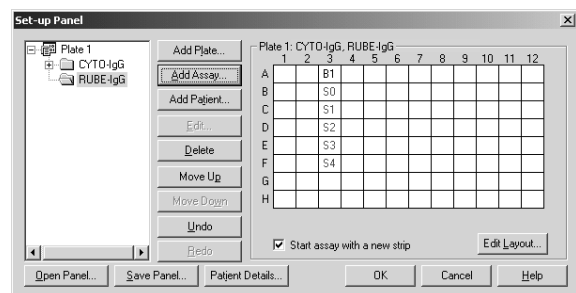 Set-up Panel
Plate 1
CYTO-IgG
RUBE-IgG
Add Plate...
Add Assay...
Add Patient...
Edit...
Delete
Move Up
Move Down
Undo
Redo
Plate 1: CYTO-IgG, RUBE-IgG
1 2 3 4 5 6 7 8 9 10 11 12
A B1
B S0
C S1
D S2
E S3
F S4
G
H
Start assay with a new strip
Edit Layout...
Open Panel... Save Panel... Patient Details... OK Cancel Help